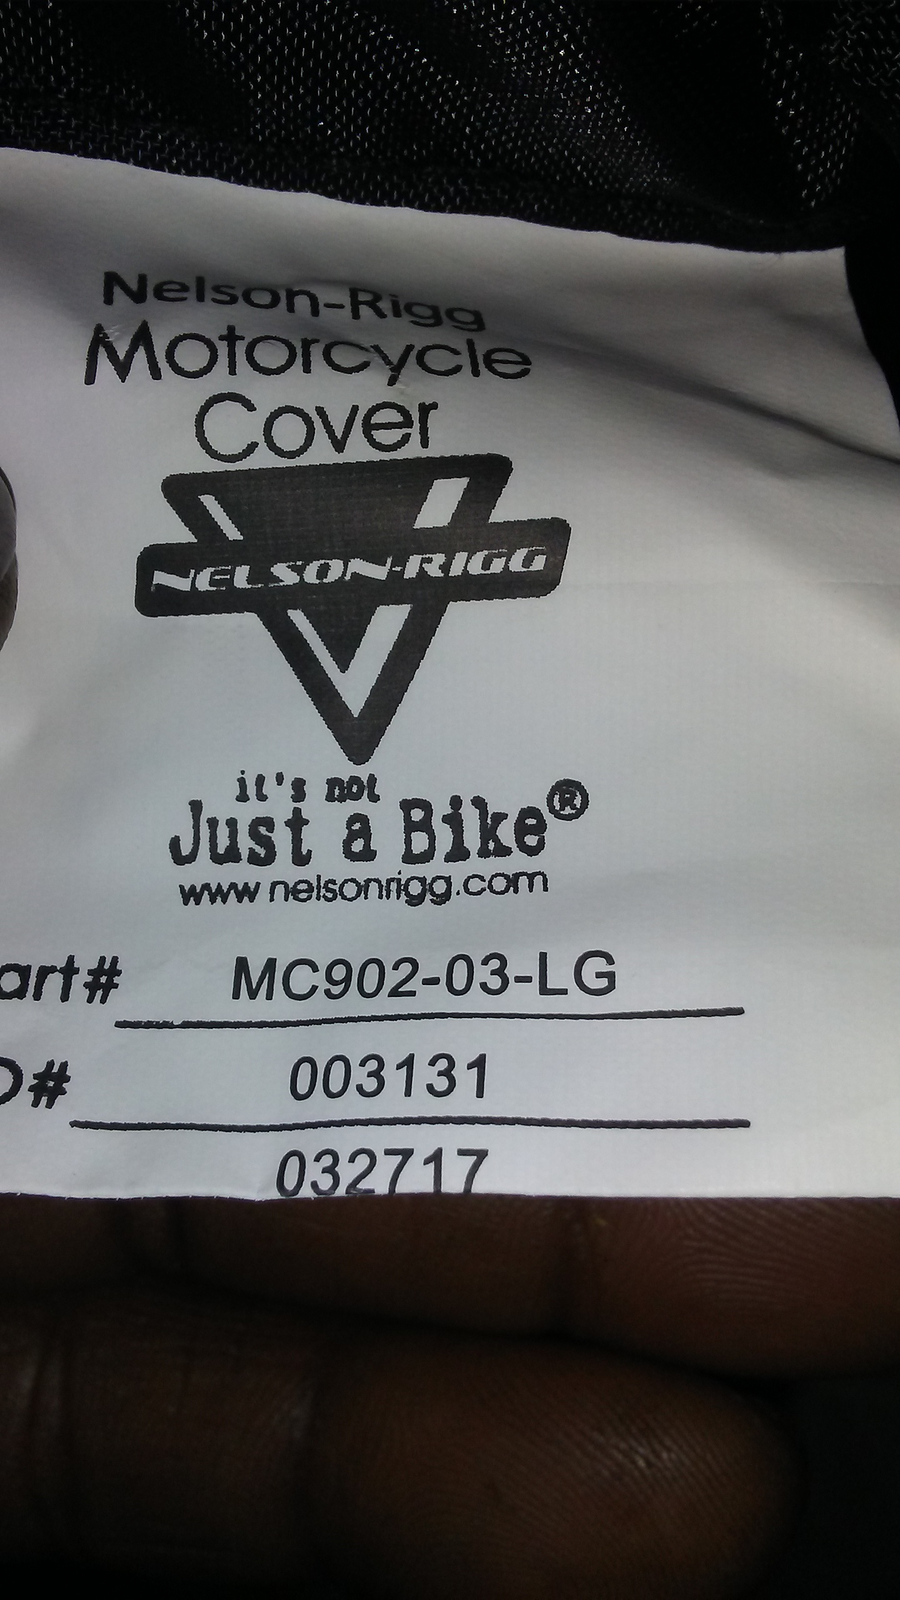 Nelson-Rigg
Motorcycle
Cover
NELSON-RIGG
it's not
Just a Bike®
www.nelsonrigg.com
art# MC902-03-LG
O# 003131
032717